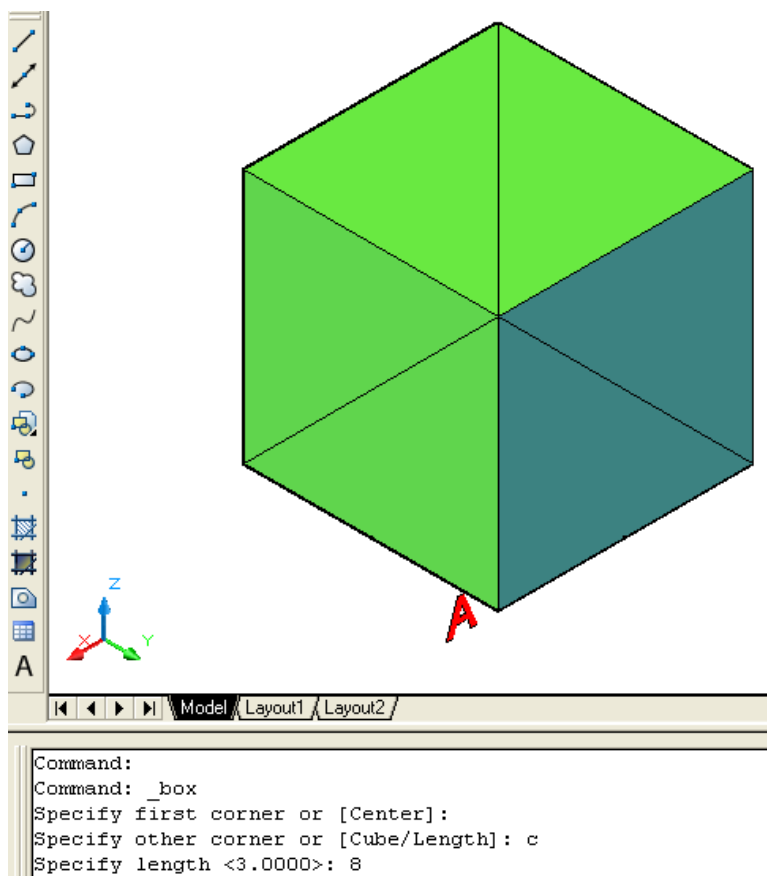 A
Z
X
Y
A
Model Layout1 Layout2
Command:
Command: _box
Specify first corner or [Center]:
Specify other corner or [Cube/Length]: c
Specify length <3.0000>: 8